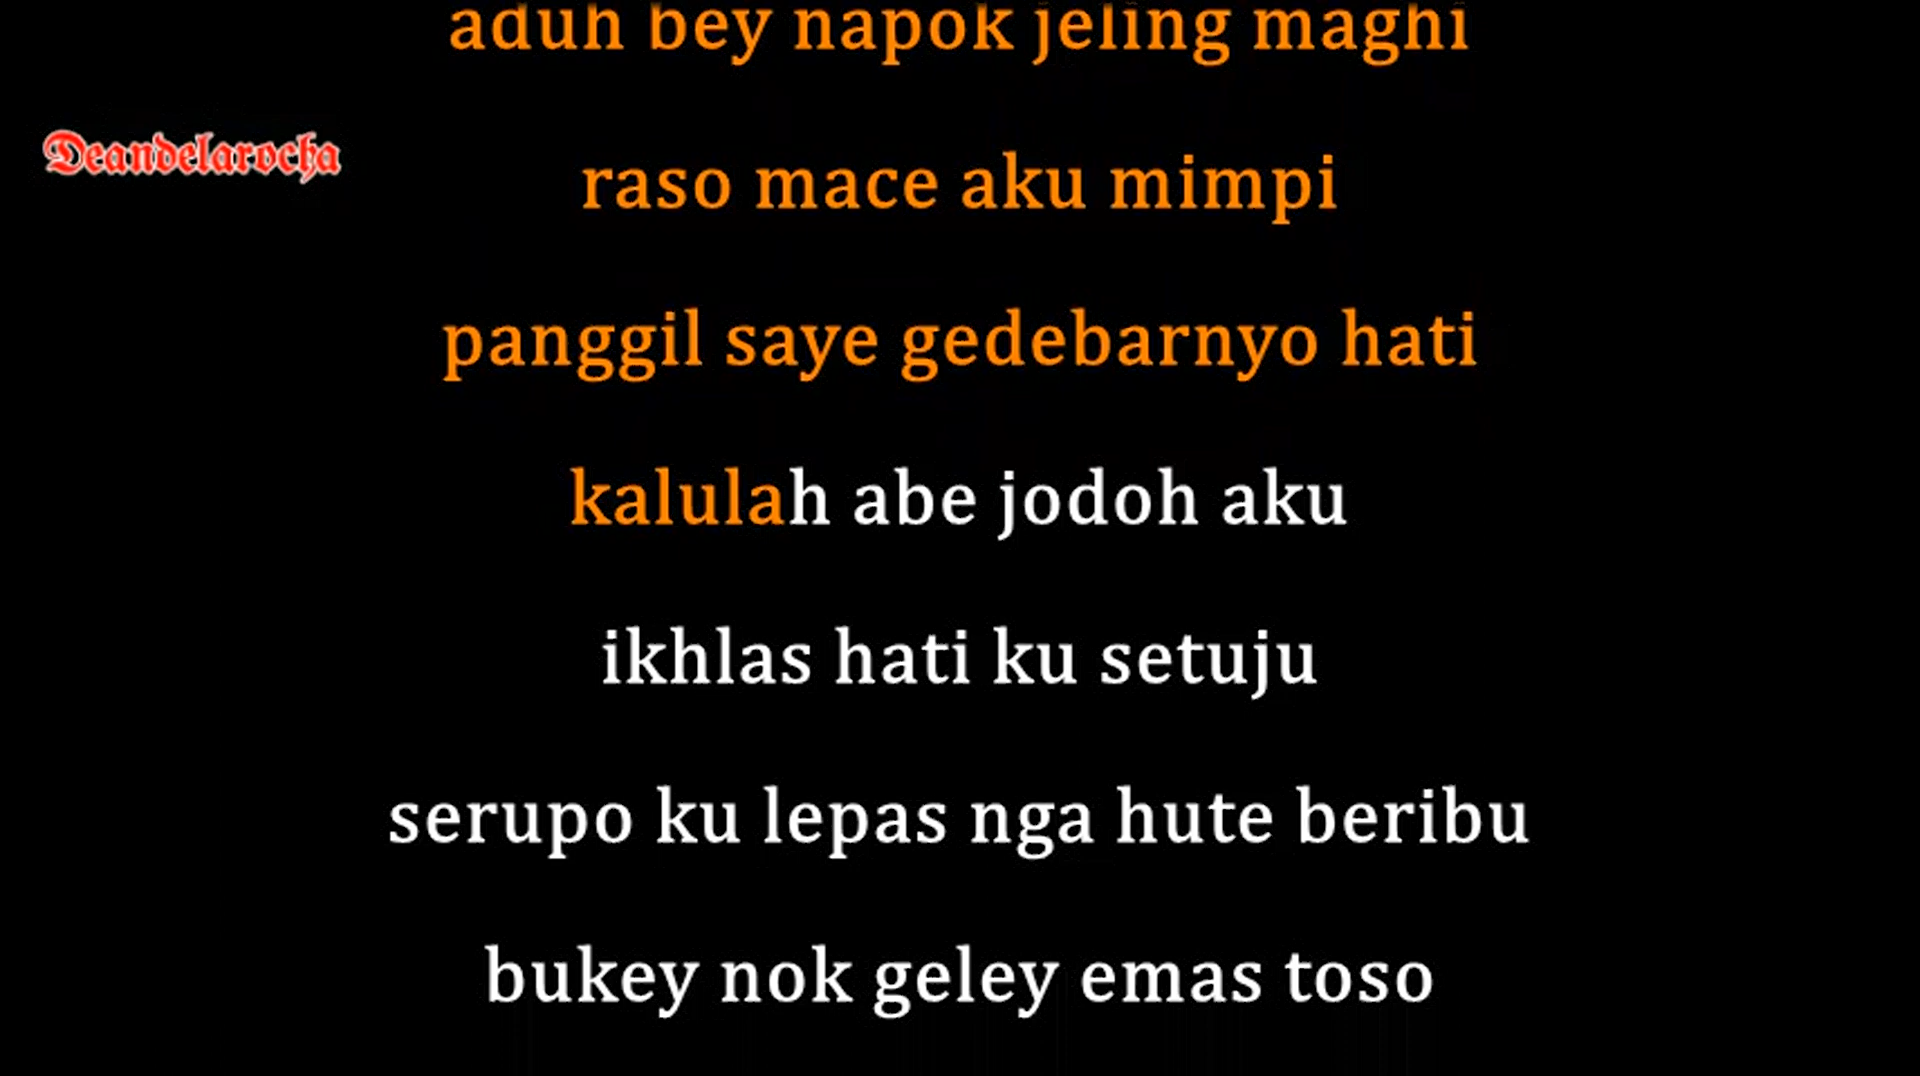 aduh bey napok jeling maghi
Deandelarocha
raso mace aku mimpi
panggil saye gedebarnyo hati
kalulah abe jodoh aku
ikhlas hati ku setuju
serupo ku lepas nga hute beribu
bukey nok geley emas toso